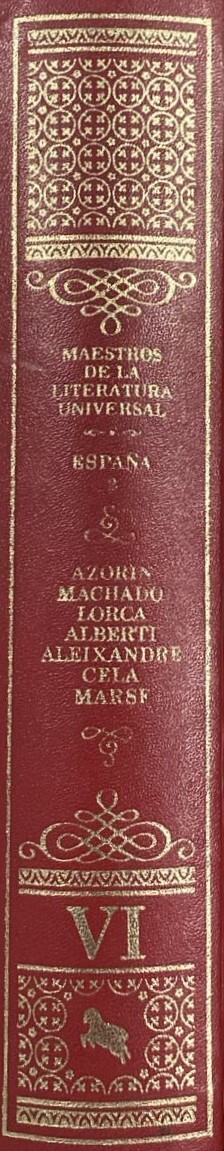 MAESTROS
DE LA
LITERATURA
UNIVERSAL
ESPAÑA
2
AZORIN
MACHADO
LORCA
ALBERTI
ALEIXANDRE
CELA
MARSE
VI